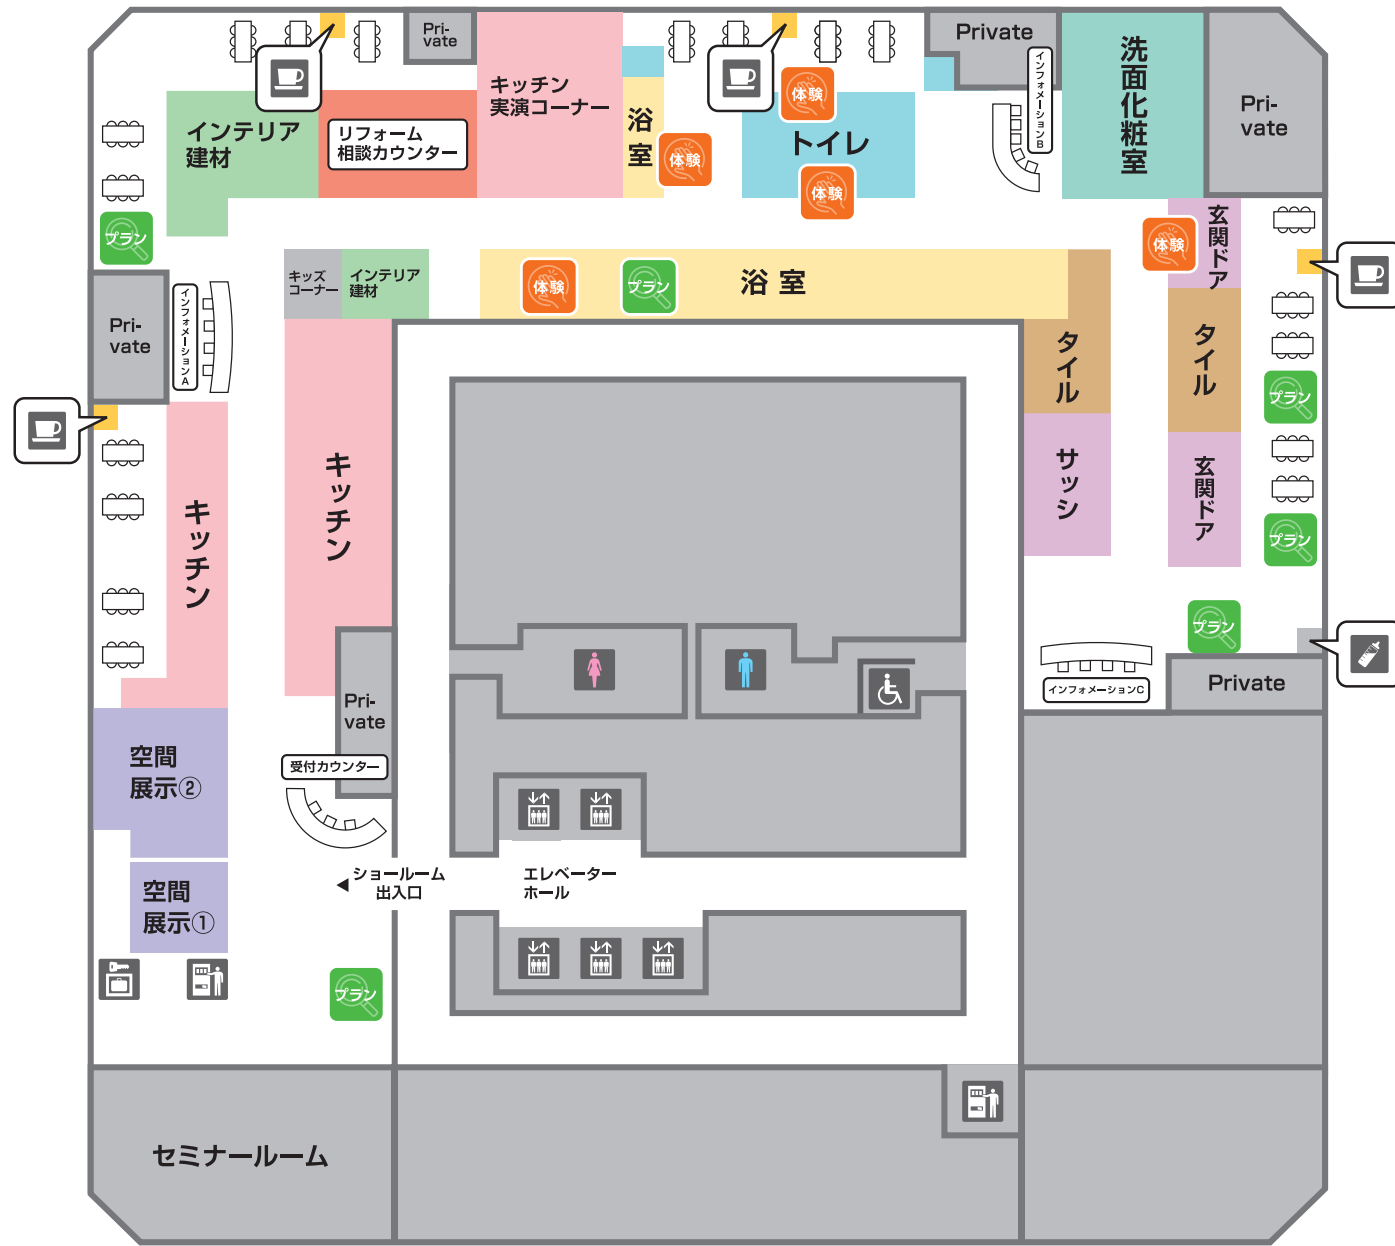 Pri-
vate
Private
キッチン
実演コーナー
洗面化粧室
インフォメーションB
Pri-
vate
体験
浴室
インテリア
建材
リフォーム
相談カウンター
トイレ
体験
体験
プラン
体験
玄関ドア
キッズ
コーナー
インテリア
建材
体験
プラン
浴室
Pri-
vate
インフォメーションA
タイル
タイル
プラン
キッチン
キッチン
サッシ
玄関ドア
プラン
プラン
Pri-
vate
インフォメーションC
Private
空間
展示②
受付カウンター
ショールーム
出入口
エレベーター
ホール
空間
展示①
プラン
セミナールーム